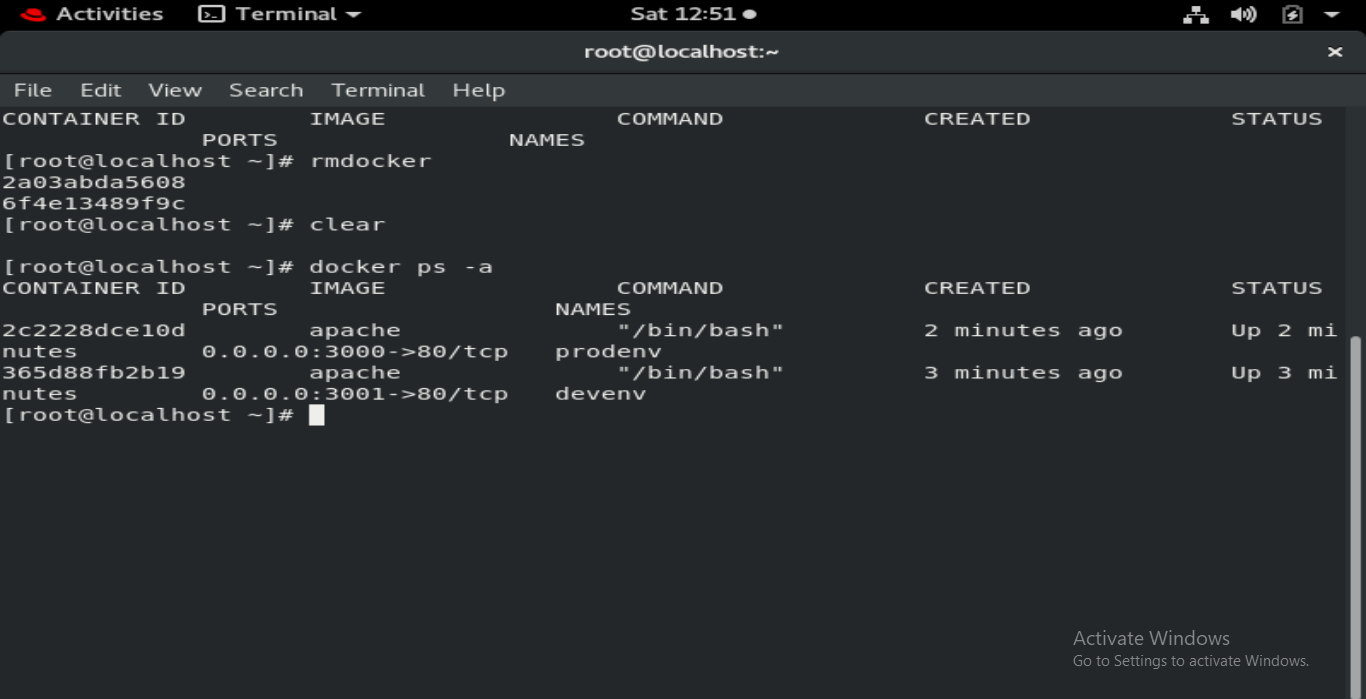 Activities Terminal Sat 12:51
root@localhost:~ ×
File Edit View Search Terminal Help
CONTAINER ID IMAGE COMMAND CREATED STATUS
PORTS NAMES
[root@localhost ~]# rmdocker
2a03abda5608
6f4e13489f9c
[root@localhost ~]# clear
[root@localhost ~]# docker ps -a
CONTAINER ID IMAGE COMMAND CREATED STATUS
PORTS NAMES
2c2228dce10d apache "/bin/bash" 2 minutes ago Up 2 mi
nutes 0.0.0.0:3000->80/tcp prodenv
365d88fb2b19 apache "/bin/bash" 3 minutes ago Up 3 mi
nutes 0.0.0.0:3001->80/tcp devenv
[root@localhost ~]#
Activate Windows
Go to Settings to activate Windows.